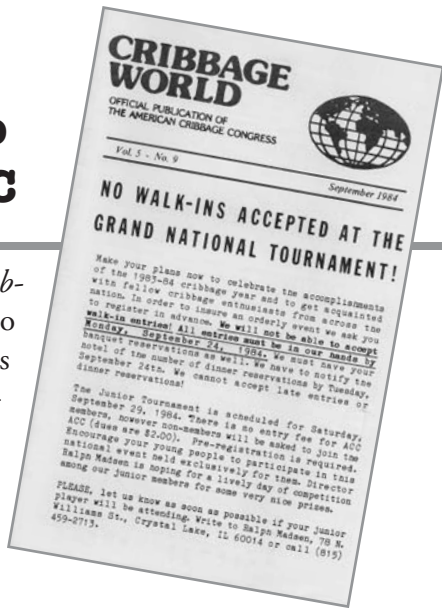 C
b-
o
s
-
CRIBBAGE
WORLD
OFFICIAL PUBLICATION OF
THE AMERICAN CRIBBAGE CONGRESS
Vol. 5 - No. 9 September 1984
NO WALK-INS ACCEPTED AT THE
GRAND NATIONAL TOURNAMENT!
Make your plans now to celebrate the accomplishments
of the 1983-84 cribbage year and to get acquainted
with fellow cribbage enthusiasts from across the
nation. In order to insure an orderly event we ask you
to register in advance. We will not be able to accept
walk-in entries! All entries must be in our hands by
Monday, September 24, 1984. We must have your
banquet reservations as well. We have to notify the
hotel of the number of dinner reservations by Tuesday,
September 24th. We cannot accept late entries or
dinner reservations!
The Junior Tournament is scheduled for Saturday,
September 29, 1984. There is no entry fee for ACC
members, however non-members will be asked to join the
ACC (dues are $2.00). Pre-registration is required.
Encourage your young people to participate in this
national event held exclusively for them. Director
Ralph Madsen is hoping for a lively day of competition
among our junior members for some very nice prizes.
PLEASE, let us know as soon as possible if your junior
player will be attending. Write to Ralph Madsen, 78 N.
Williams St., Crystal Lake, IL 60014 or call (815)
459-2713.